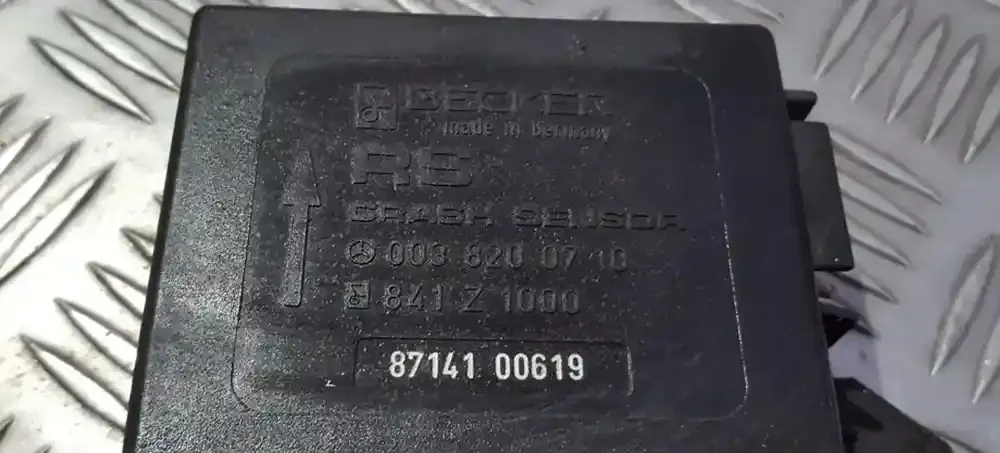 BECKER
made in Germany
RS
CRASH SENSOR
003 820 07 10
841 Z 1000
87141 00619